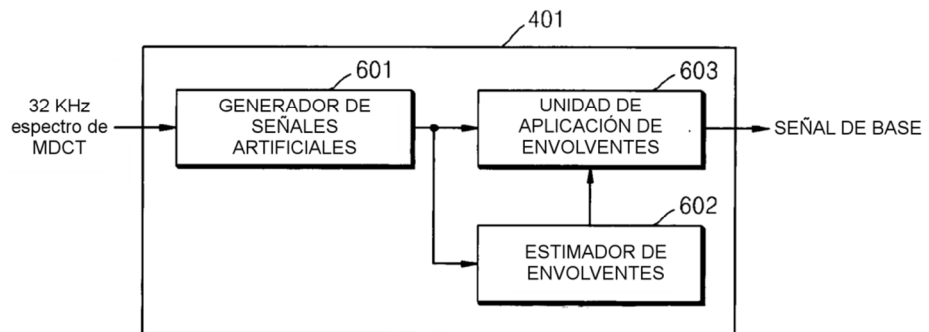 401
601
603
32 KHz
espectro de
MDCT
GENERADOR DE
SEÑALES
ARTIFICIALES
UNIDAD DE
APLICACIÓN DE
ENVOLVENTES
SEÑAL DE BASE
602
ESTIMADOR DE
ENVOLVENTES